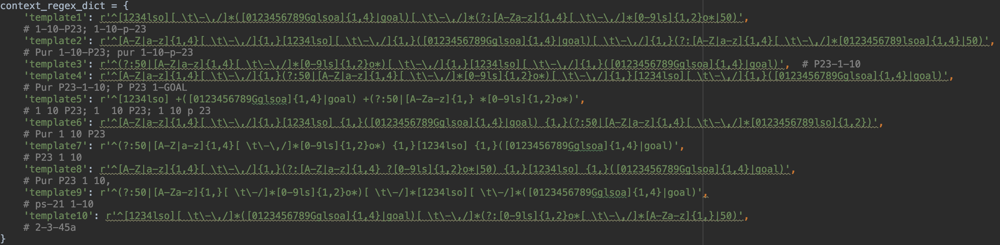 context_regex_dict = {
    'template1': r'^[1234lso][ \t\-\,/]*([0123456789Gglsoa]{1,4}|goal)[ \t\-\,/]*(?:[A-Za-z]{1,4}[ \t\-\,/]*[0-9ls]{1,2}o*|50)',
    # 1-10-P23; 1-10-p-23
    'template2': r'^[A-Z|a-z]{1,4}[ \t\-\,/]{1,}[1234lso][ \t\-\,/]{1,}([0123456789Gglsoa]{1,4}|goal)[ \t\-\,/]{1,}(?:[A-Z|a-z]{1,4}[ \t\-\,/]*[0123456789lsoa]{1,4}|50)',
    # Pur 1-10-P23; pur 1-10-p-23
    'template3': r'^(?:50|[A-Z|a-z]{1,4}[ \t\-\,/]*[0-9ls]{1,2}o*)[ \t\-\,/]{1,}[1234lso][ \t\-\,/]{1,}([0123456789Gglsoa]{1,4}|goal)',  # P23-1-10
    'template4': r'^[A-Z|a-z]{1,4}[ \t\-\,/]{1,}(?:50|[A-Z|a-z]{1,4}[ \t\-\,/]*[0-9ls]{1,2}o*)[ \t\-\,/]{1,}[1234lso][ \t\-\,/]{1,}([0123456789Gglsoa]{1,4}|goal)',
    # Pur P23-1-10; P P23 1-GOAL
    'template5': r'^[1234lso] +([0123456789Gglsoa]{1,4}|goal) +(?:50|[A-Za-z]{1,} *[0-9ls]{1,2}o*)',
    # 1 10 P23; 1  10 P23; 1 10 p 23
    'template6': r'^[A-Z|a-z]{1,4}[ \t\-\,/]{1,}[1234lso] {1,}([0123456789Gglsoa]{1,4}|goal) {1,}(?:50|[A-Z|a-z]{1,4}[ \t\-\,/]*[0123456789lso]{1,2})',
    # Pur 1 10 P23
    'template7': r'^(?:50|[A-Z|a-z]{1,4}[ \t\-\,/]*[0-9ls]{1,2}o*) {1,}[1234lso] {1,}([0123456789Gglsoa]{1,4}|goal)',
    # P23 1 10
    'template8': r'^[A-Z|a-z]{1,4}[ \t\-\,/]{1,}(?:[A-Z|a-z]{1,4} ?[0-9ls]{1,2}o*|50) {1,}[1234lso] {1,}([0123456789Gglsoa]{1,4}|goal)',
    # Pur P23 1 10,
    'template9': r'^(?:50|[A-Za-z]{1,}[ \t\-/]*[0-9ls]{1,2}o*)[ \t\-/]*[1234lso][ \t\-/]*([0123456789Gglsoa]{1,4}|goal)',
    # ps-21 1-10
    'template10': r'^[1234lso][ \t\-\,/]*([0123456789Gglsoa]{1,4}|goal)[ \t\-\,/]*(?:[0-9ls]{1,2}o*[ \t\-\,/]*[A-Za-z]{1,}|50)',
    # 2-3-45a
}